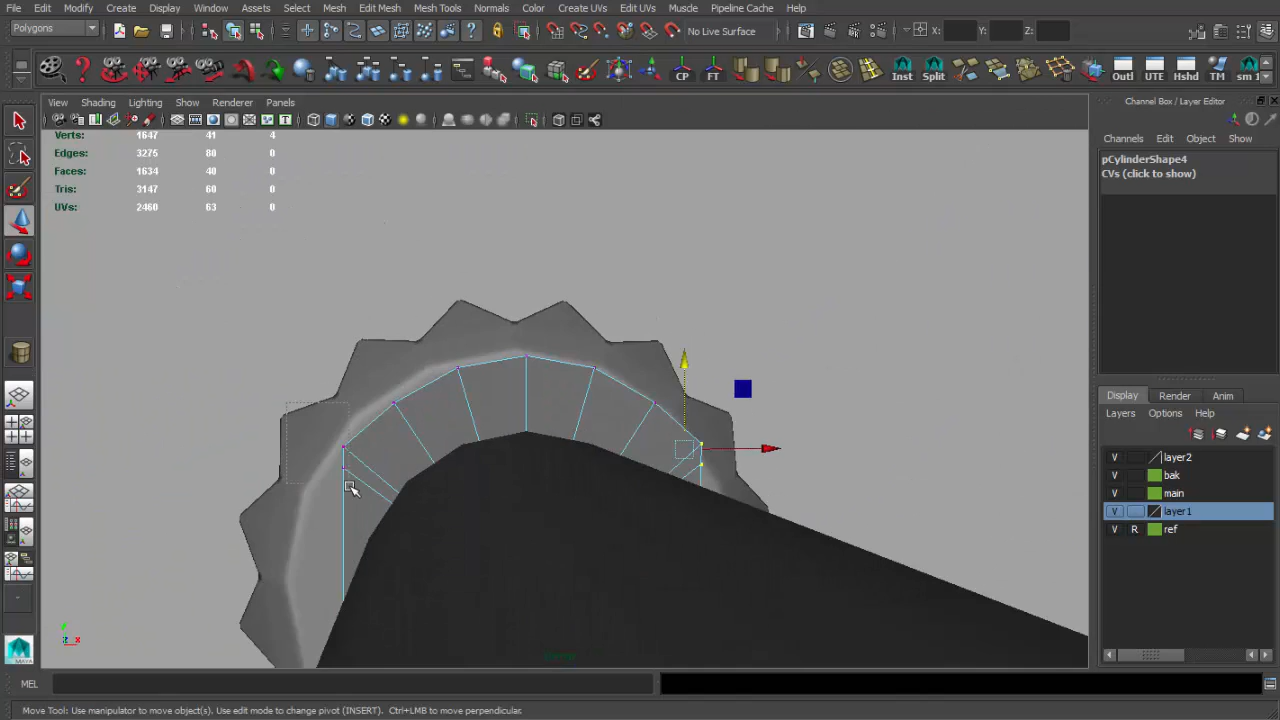 File Edit Modify Create Display Window Assets Select Mesh Edit Mesh Mesh Tools Normals Color Create UVs Edit UVs Muscle Pipeline Cache Help
Polygons
No Live Surface
X:
Y:
Z:
CP FT Inst Split Outl UTE Hshd TM sm 1
View Shading Lighting Show Renderer Panels
Channel Box / Layer Editor
Channels Edit Object Show
pCylinderShape4
CVs (click to show)
Verts: 1647 41 4
Edges: 3275 80 0
Faces: 1634 40 0
Tris: 3147 60 0
UVs: 2460 63 0
Display Render Anim
Layers Options Help
V layer2
V bak
V main
V layer1
V R ref
MAYA
MEL
Move Tool: Use manipulator to move object(s). Use edit mode to change pivot (INSERT). Ctrl+LMB to move perpendicular.